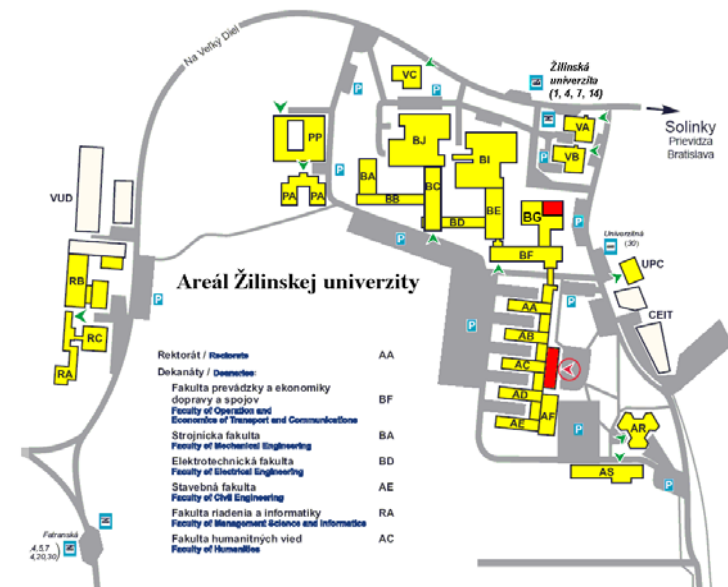 Na Veľký Diel
VC
P
P
P
Žilinská
univerzita
(1, 4, 7, 14)
Solinky
Prievidza
Bratislava
VA
VB
P
PP
BJ
BI
P
BA
BC
VUD
PA
PA
BB
BE
BD
BG
P
P
Univerzitná
(30)
BF
UPC
RB
Areál Žilinskej univerzity
P
P
AA
CEIT
P
RC
AB
RA
Rektorát / Rectorate AA
AC
Dekanáty / Deaneries:
Fakulta prevádzky a ekonomiky
dopravy a spojov BF
Faculty of Operation and
Economics of Transport and Communications
AD
AF
AE
Strojnícka fakulta BA
Faculty of Mechanical Engineering
AR
P
Elektrotechnická fakulta BD
Faculty of Electrical Engineering
AS
P
Stavebná fakulta AE
Faculty of Civil Engineering
Fakulta riadenia a informatiky RA
Faculty of Management Science and Informatics
Fakulta humanitných vied AC
Faculty of Humanities
Fatranská
,4,5,7
4,20,30)